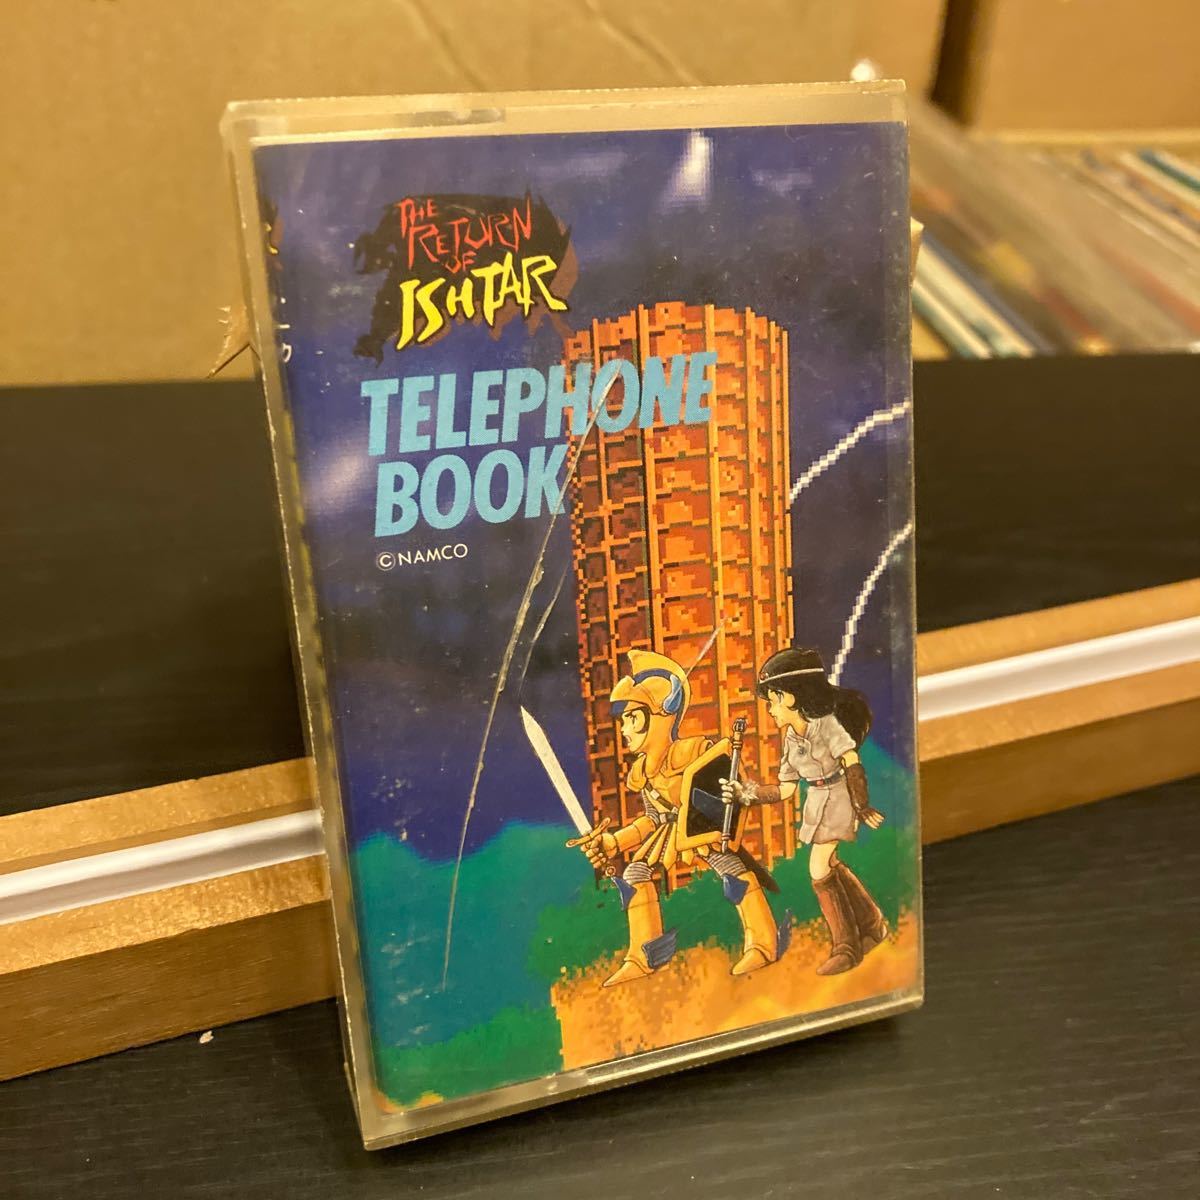 THE
RETURN
OF
ISHTAR
TELEPHONE
BOOK
©NAMCO